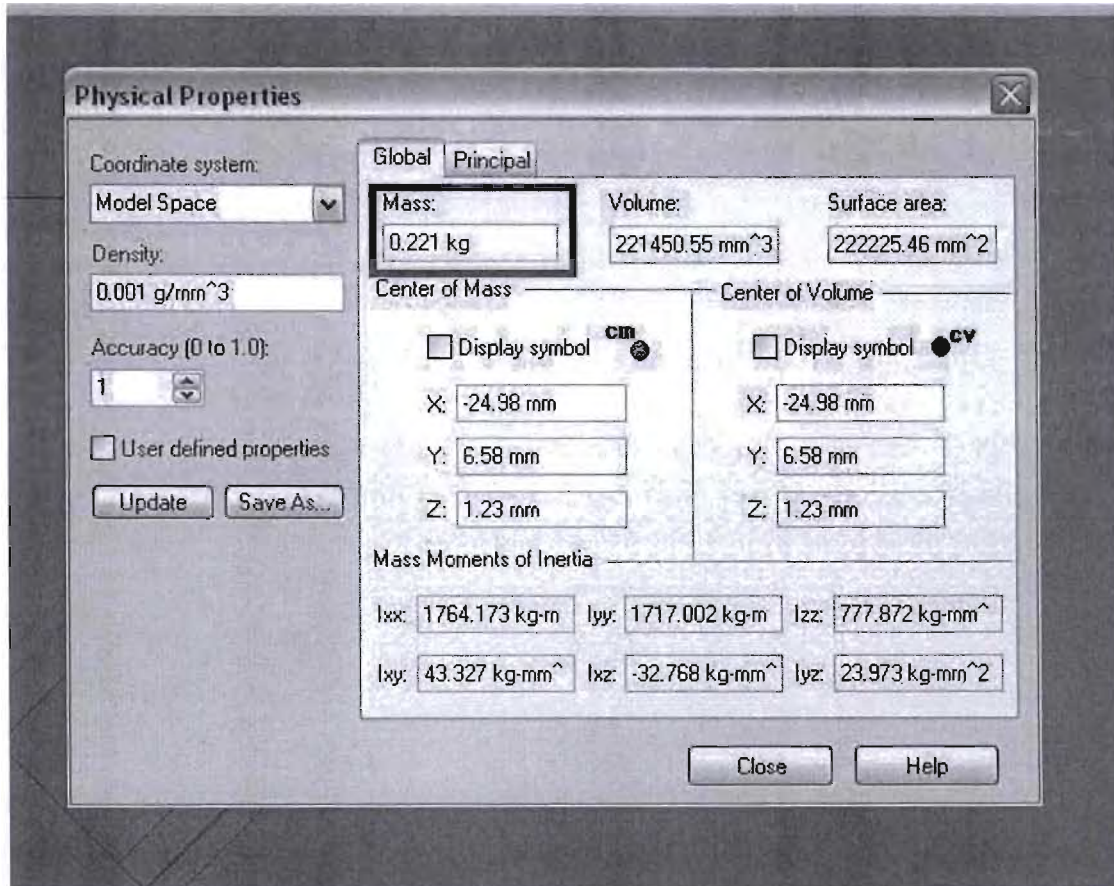 Physical Properties
Coordinate system:
Model Space
Density:
0.001 g/mm^3
Accuracy (0 to 1.0):
1
User defined properties
Update Save As...
Global Principal
Mass: Volume: Surface area:
0.221 kg 221450.55 mm^3 222225.46 mm^2
Center of Mass Center of Volume
Display symbol cm Display symbol cv
X: -24.98 mm X: -24.98 mm
Y: 6.58 mm Y: 6.58 mm
Z: 1.23 mm Z: 1.23 mm
Mass Moments of Inertia
Ixx: 1764.173 kg-m Iyy: 1717.002 kg-m Izz: 777.872 kg-mm^
Ixy: 43.327 kg-mm^ Ixz: -32.768 kg-mm^ Iyz: 23.973 kg-mm^2
Close Help